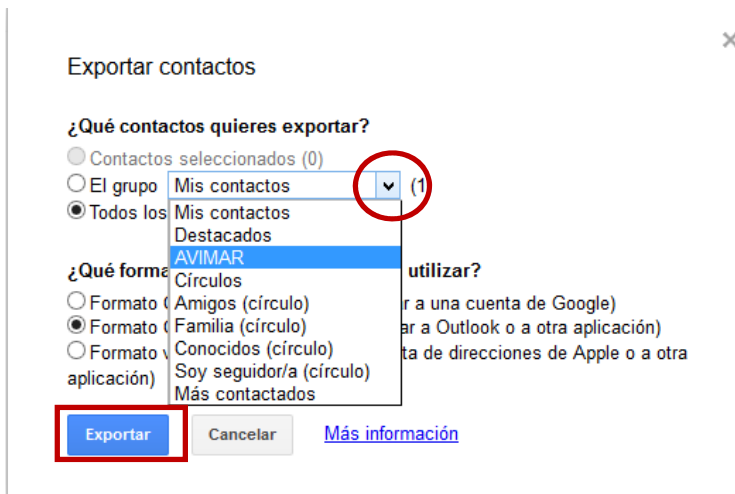 Exportar contactos
¿Qué contactos quieres exportar?
Contactos seleccionados (0)
El grupo Mis contactos (1
Todos los
Mis contactos
Destacados
AVIMAR
Círculos
Amigos (círculo)
Familia (círculo)
Conocidos (círculo)
Soy seguidor/a (círculo)
Más contactados
¿Qué forma utilizar?
Formato r a una cuenta de Google)
Formato ar a Outlook o a otra aplicación)
Formato v ta de direcciones de Apple o a otra
aplicación)
Exportar Cancelar Más información